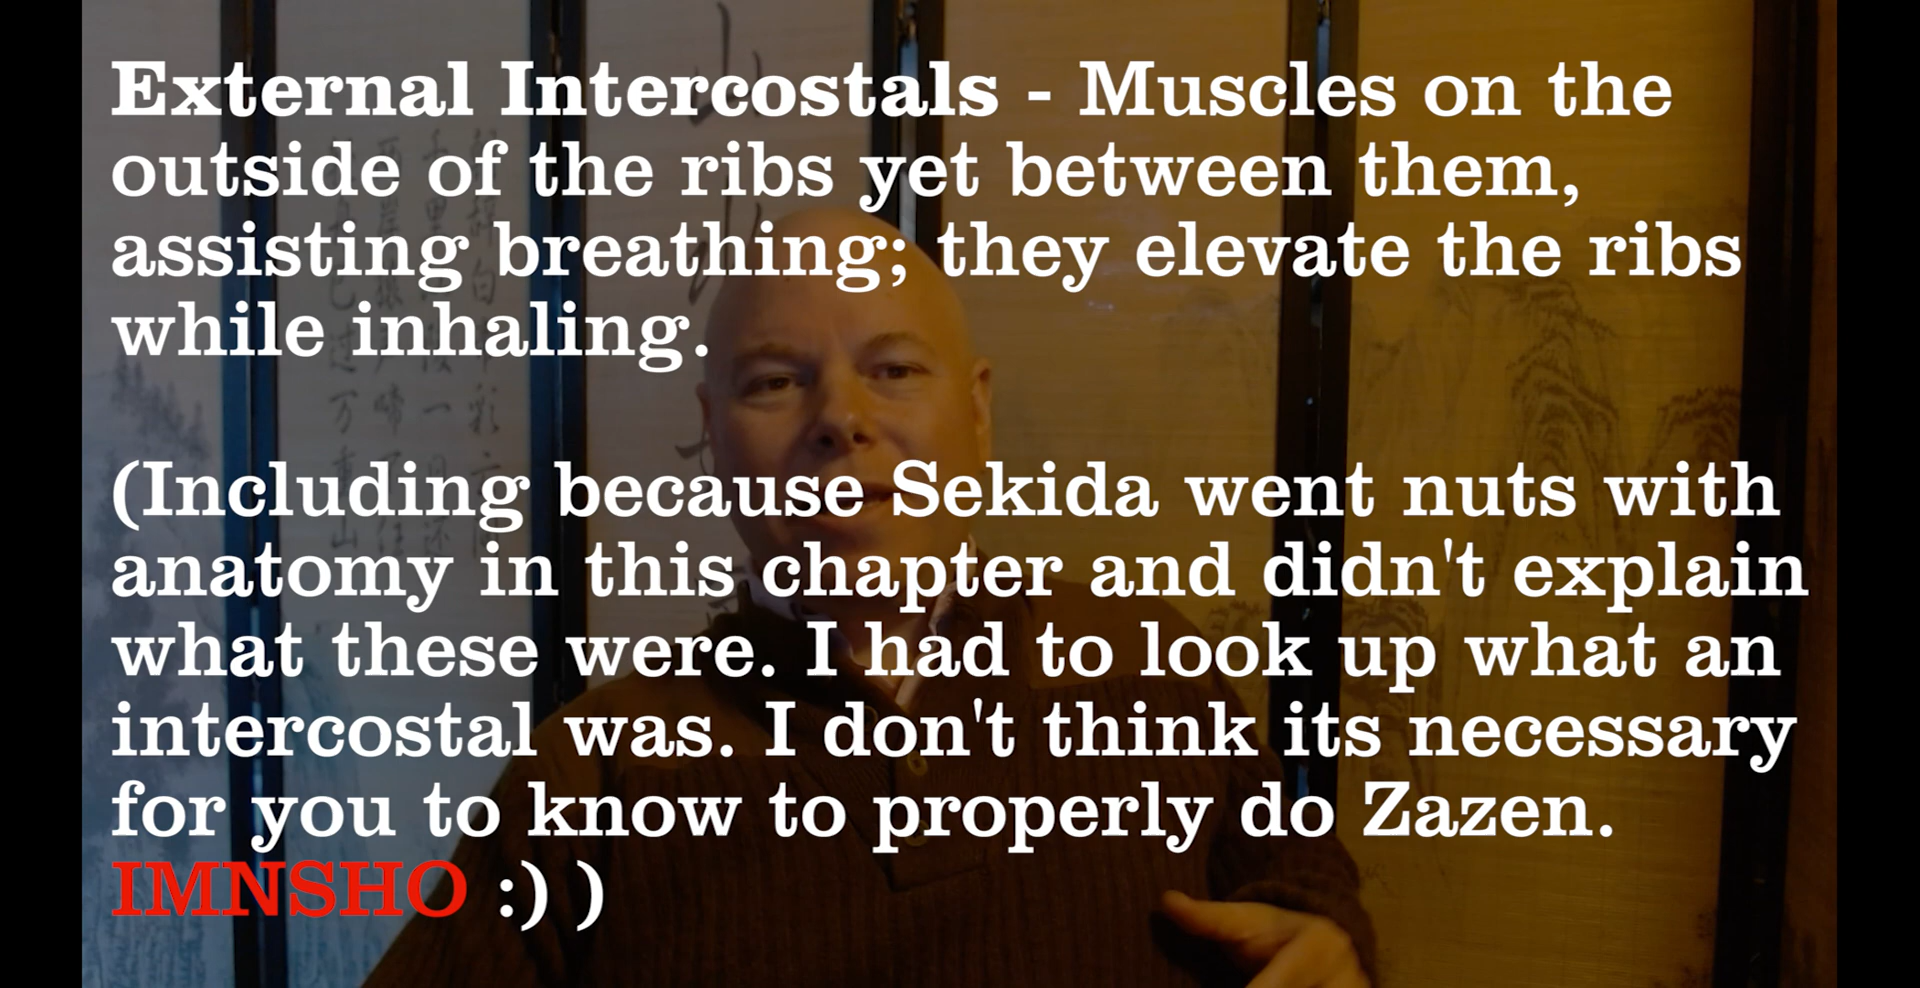 External Intercostals - Muscles on the
outside of the ribs yet between them,
assisting breathing; they elevate the ribs
while inhaling.
(Including because Sekida went nuts with
anatomy in this chapter and didn't explain
what these were. I had to look up what an
intercostal was. I don't think its necessary
for you to know to properly do Zazen.
IMNSHO :) )